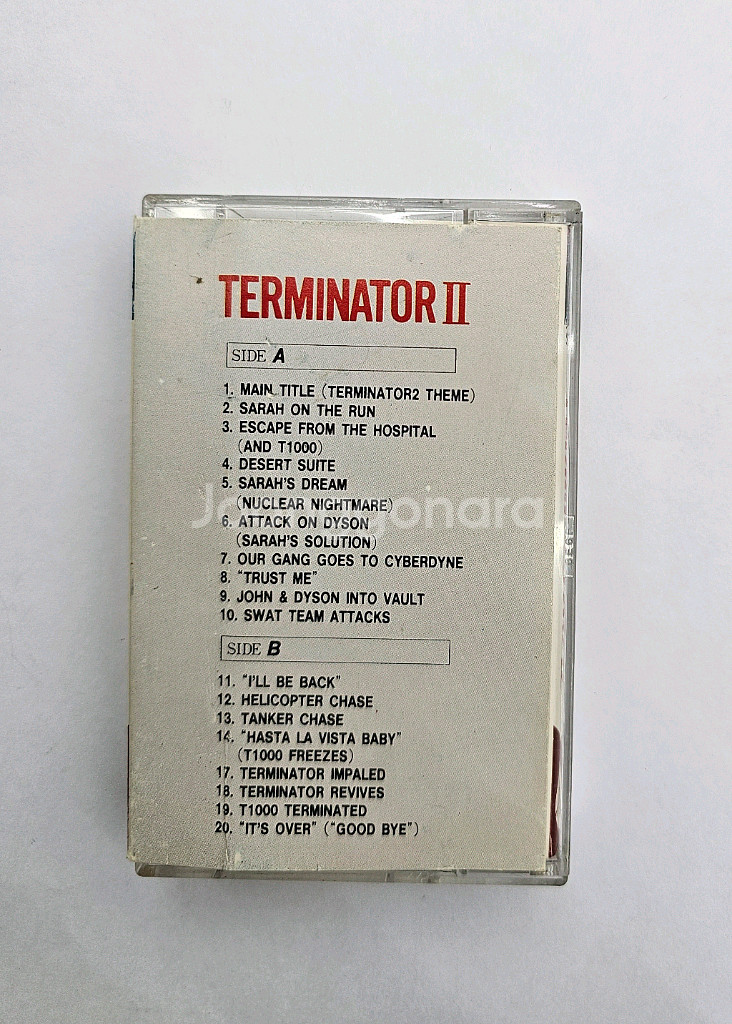 TERMINATOR II
SIDE A
1. MAIN TITLE (TERMINATOR2 THEME)
2. SARAH ON THE RUN
3. ESCAPE FROM THE HOSPITAL
(AND T1000)
4. DESERT SUITE
5. SARAH'S DREAM
(NUCLEAR NIGHTMARE)
6. ATTACK ON DYSON
(SARAH'S SOLUTION)
7. OUR GANG GOES TO CYBERDYNE
8. "TRUST ME"
9. JOHN & DYSON INTO VAULT
10. SWAT TEAM ATTACKS
SIDE B
11. "I'LL BE BACK"
12. HELICOPTER CHASE
13. TANKER CHASE
14. "HASTA LA VISTA BABY"
(T1000 FREEZES)
17. TERMINATOR IMPALED
18. TERMINATOR REVIVES
19. T1000 TERMINATED
20. "IT'S OVER" ("GOOD BYE")